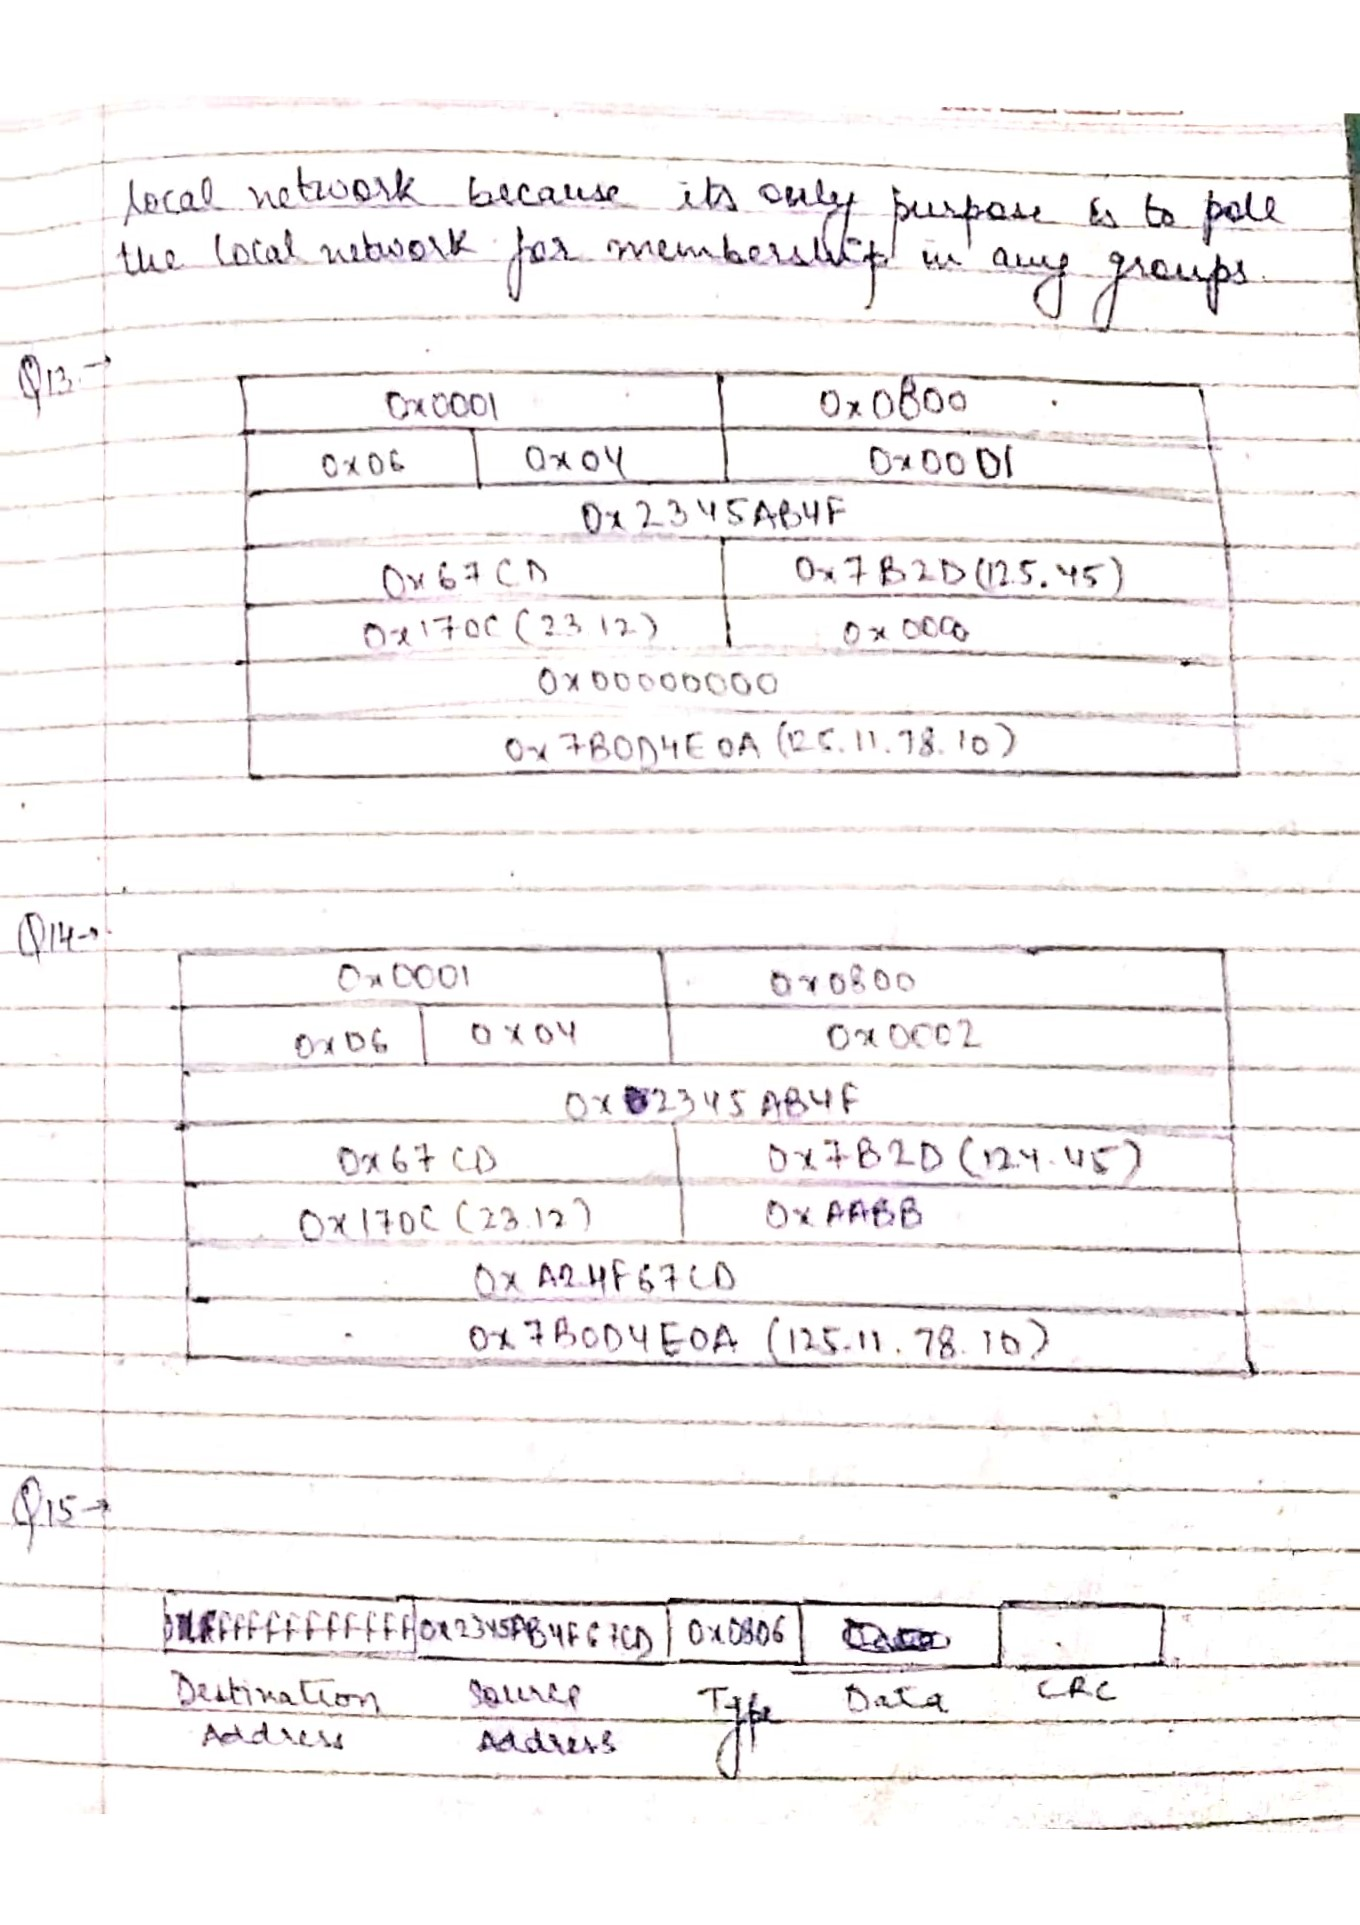 local network because its only purpose is to poll
the local network for membership in any groups.
Q13 →
0x0001 0x0800
0x06 0x04 0x0001
0x2345AB4F
0x67CD 0x7B2D (125.45)
0x170C (23.12) 0x0000
0x00000000
0x7B0D4E0A (125.11.78.10)
Q14 →
0x0001 0x0800
0x06 0x04 0x0002
0x2345AB4F
0x67CD 0x7B2D (124.45)
0x170C (23.12) 0xAABB
0xA24F67CD
0x7B0D4E0A (125.11.78.10)
Q15 →
0x2345AB4F67CD 0x0806
Destination Source Type Data CRC
Address Address